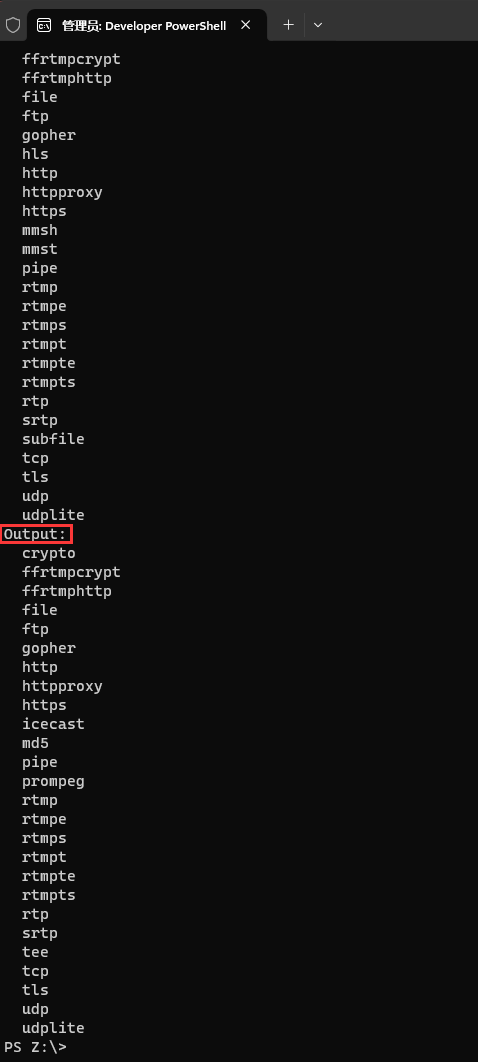 管理员: Developer PowerShell
  ffrtmpcrypt
  ffrtmphttp
  file
  ftp
  gopher
  hls
  http
  httpproxy
  https
  mmsh
  mmst
  pipe
  rtmp
  rtmpe
  rtmps
  rtmpt
  rtmpte
  rtmpts
  rtp
  srtp
  subfile
  tcp
  tls
  udp
  udplite
Output:
  crypto
  ffrtmpcrypt
  ffrtmphttp
  file
  ftp
  gopher
  http
  httpproxy
  https
  icecast
  md5
  pipe
  prompeg
  rtmp
  rtmpe
  rtmps
  rtmpt
  rtmpte
  rtmpts
  rtp
  srtp
  tee
  tcp
  tls
  udp
  udplite
PS Z:\>